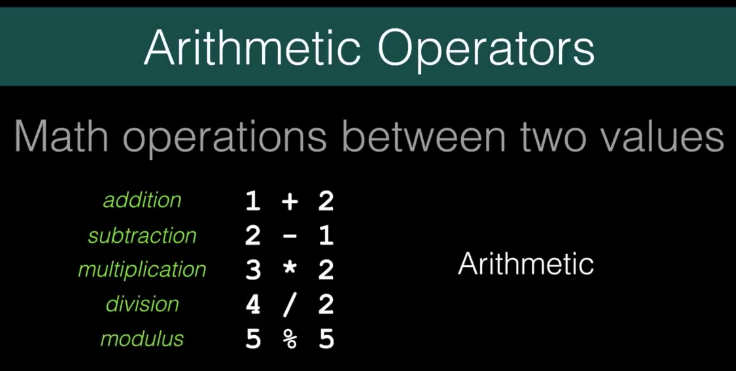 Arithmetic Operators
Math operations between two values
addition 1 + 2
subtraction 2 - 1
multiplication 3 * 2
Arithmetic
division 4 / 2
modulus 5 % 5